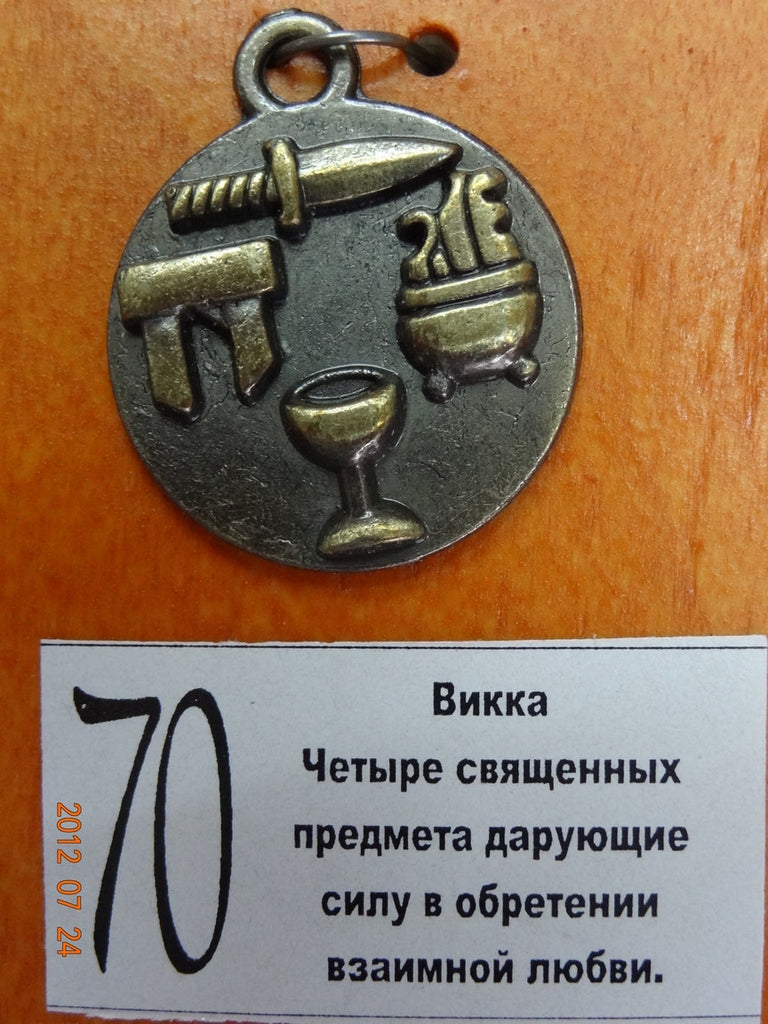 70
Викка
Четыре священных
предмета дарующие
силу в обретении
взаимной любви.
2012 07 24